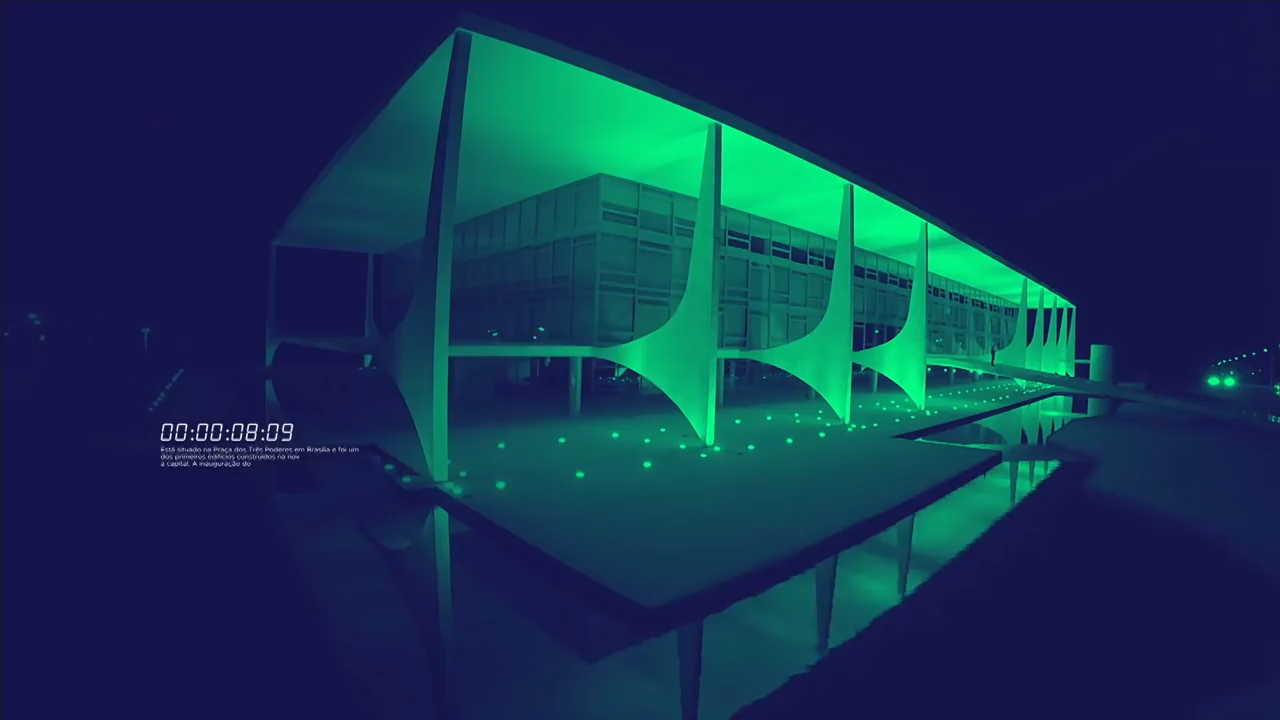 00:00:08:09
Está situado na Praça dos Três Poderes em Brasília e foi um
dos primeiros edifícios construídos na nov
a capital. A inauguração do